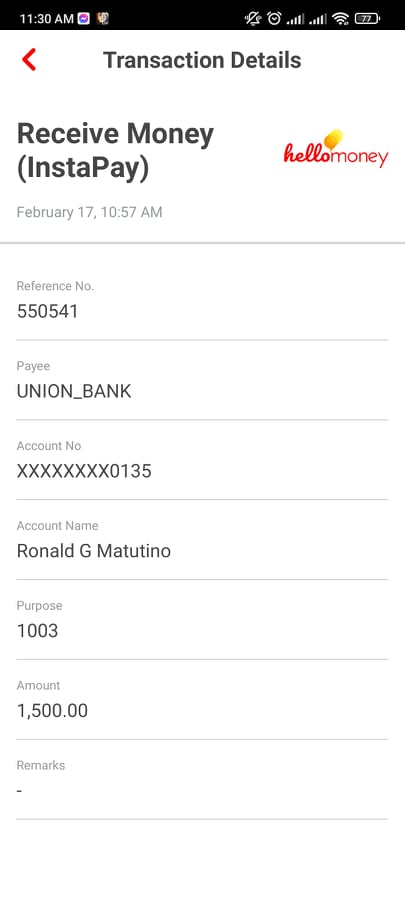 11:30 AM 77
Transaction Details
Receive Money
(InstaPay)
hellomoney
February 17, 10:57 AM
Reference No.
550541
Payee
UNION_BANK
Account No
XXXXXXXX0135
Account Name
Ronald G Matutino
Purpose
1003
Amount
1,500.00
Remarks
-